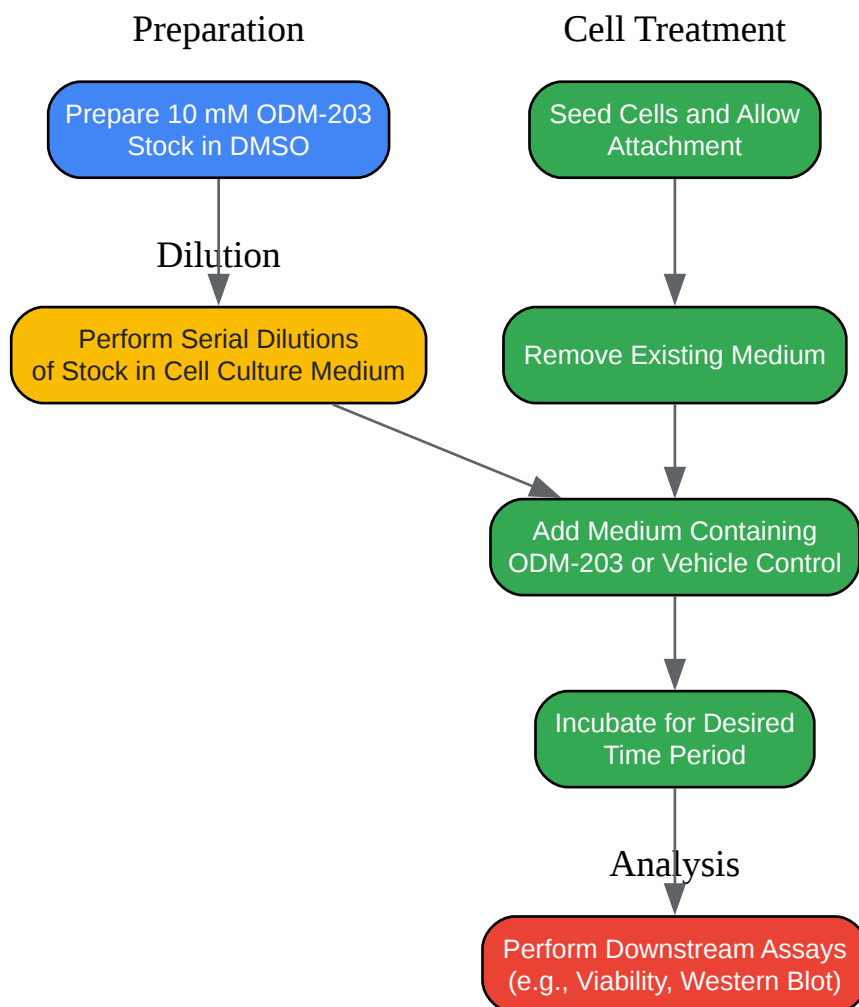 Preparation
Cell Treatment
Prepare 10 mM ODM-203
Stock in DMSO
Seed Cells and Allow
Attachment
Dilution
Perform Serial Dilutions
of Stock in Cell Culture Medium
Remove Existing Medium
Add Medium Containing
ODM-203 or Vehicle Control
Incubate for Desired
Time Period
Analysis
Perform Downstream Assays
(e.g., Viability, Western Blot)